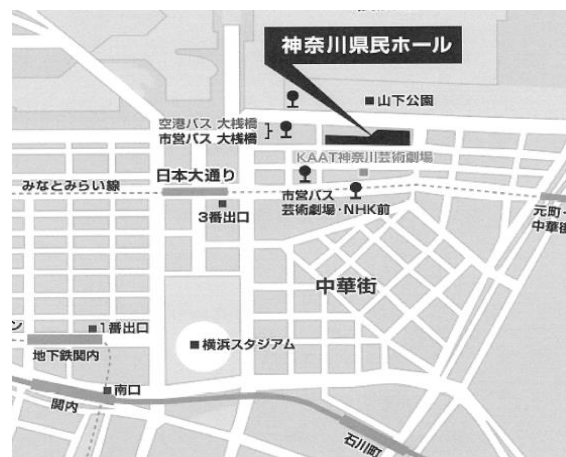 神奈川県民ホール
■山下公園
空港バス 大桟橋
市営バス 大桟橋
KAAT神奈川芸術劇場
日本大通り
みなとみらい線
市営バス
芸術劇場・NHK前
3番出口
元町・
中華街
中華街
ン
■1番出口
地下鉄関内
■横浜スタジアム
■南口
関内
石川町